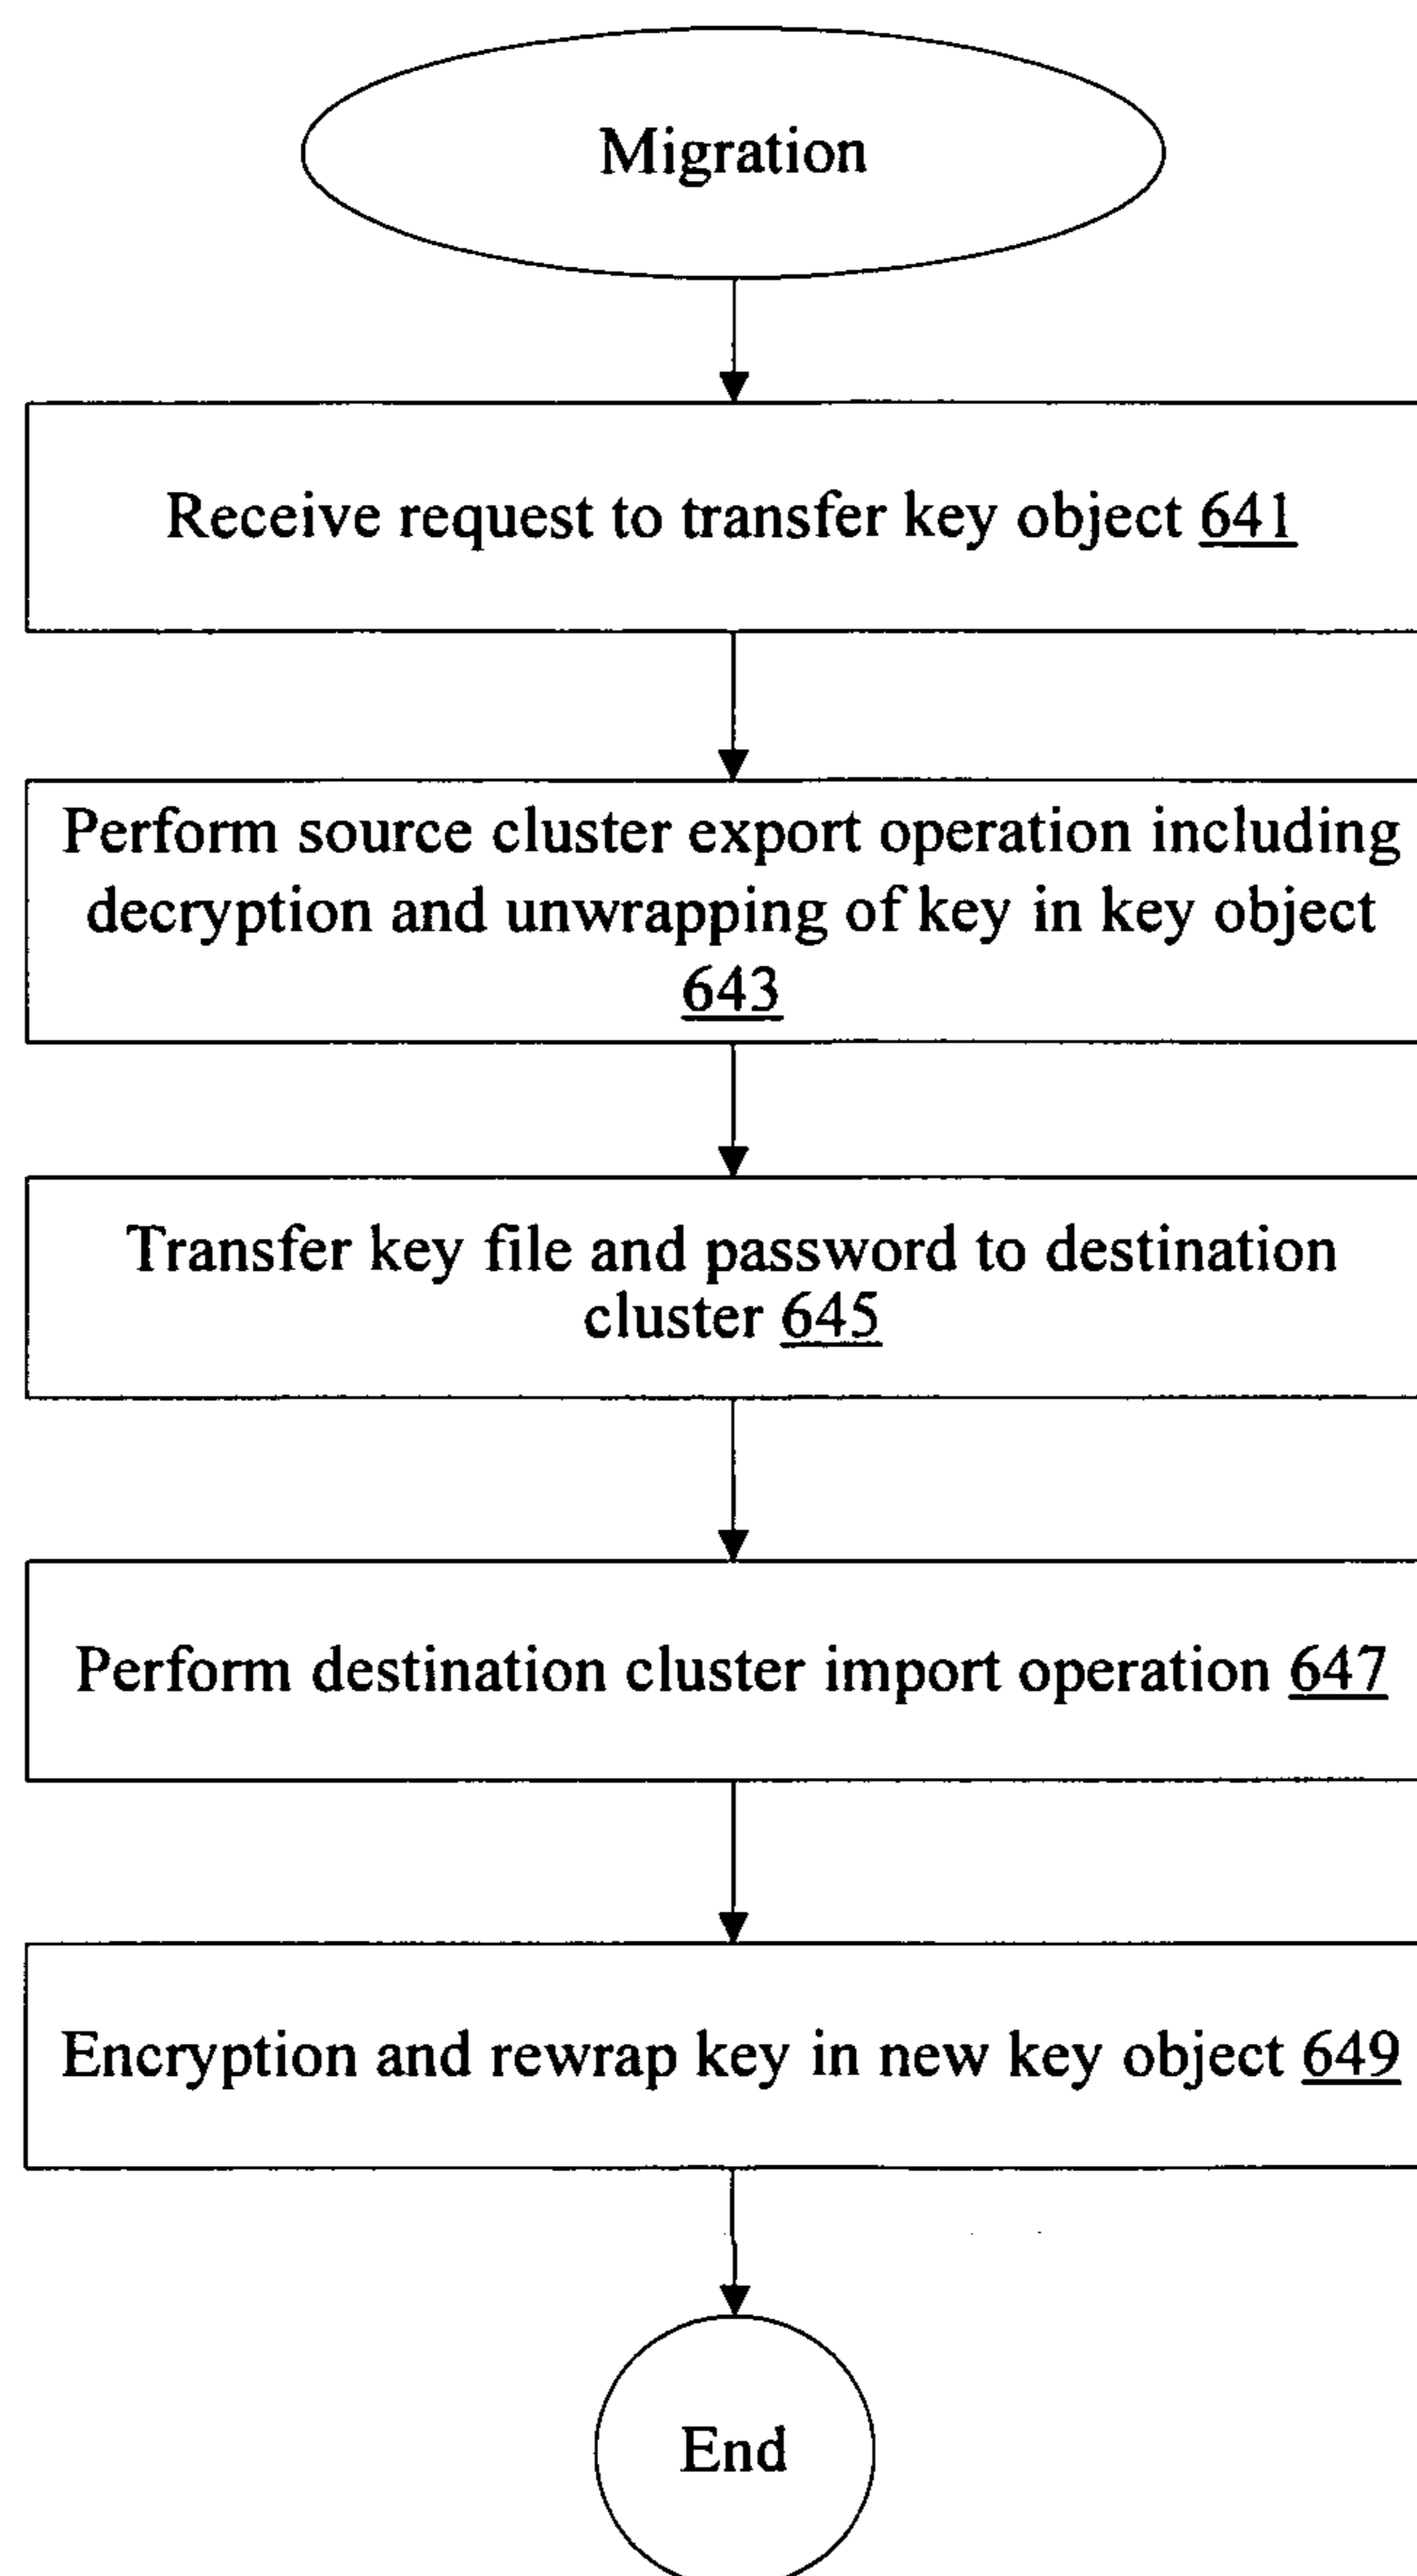 Migration
Receive request to transfer key object 641
Perform source cluster export operation including
decryption and unwrapping of key in key object
643
Transfer key file and password to destination
cluster 645
Perform destination cluster import operation 647
Encryption and rewrap key in new key object 649
End